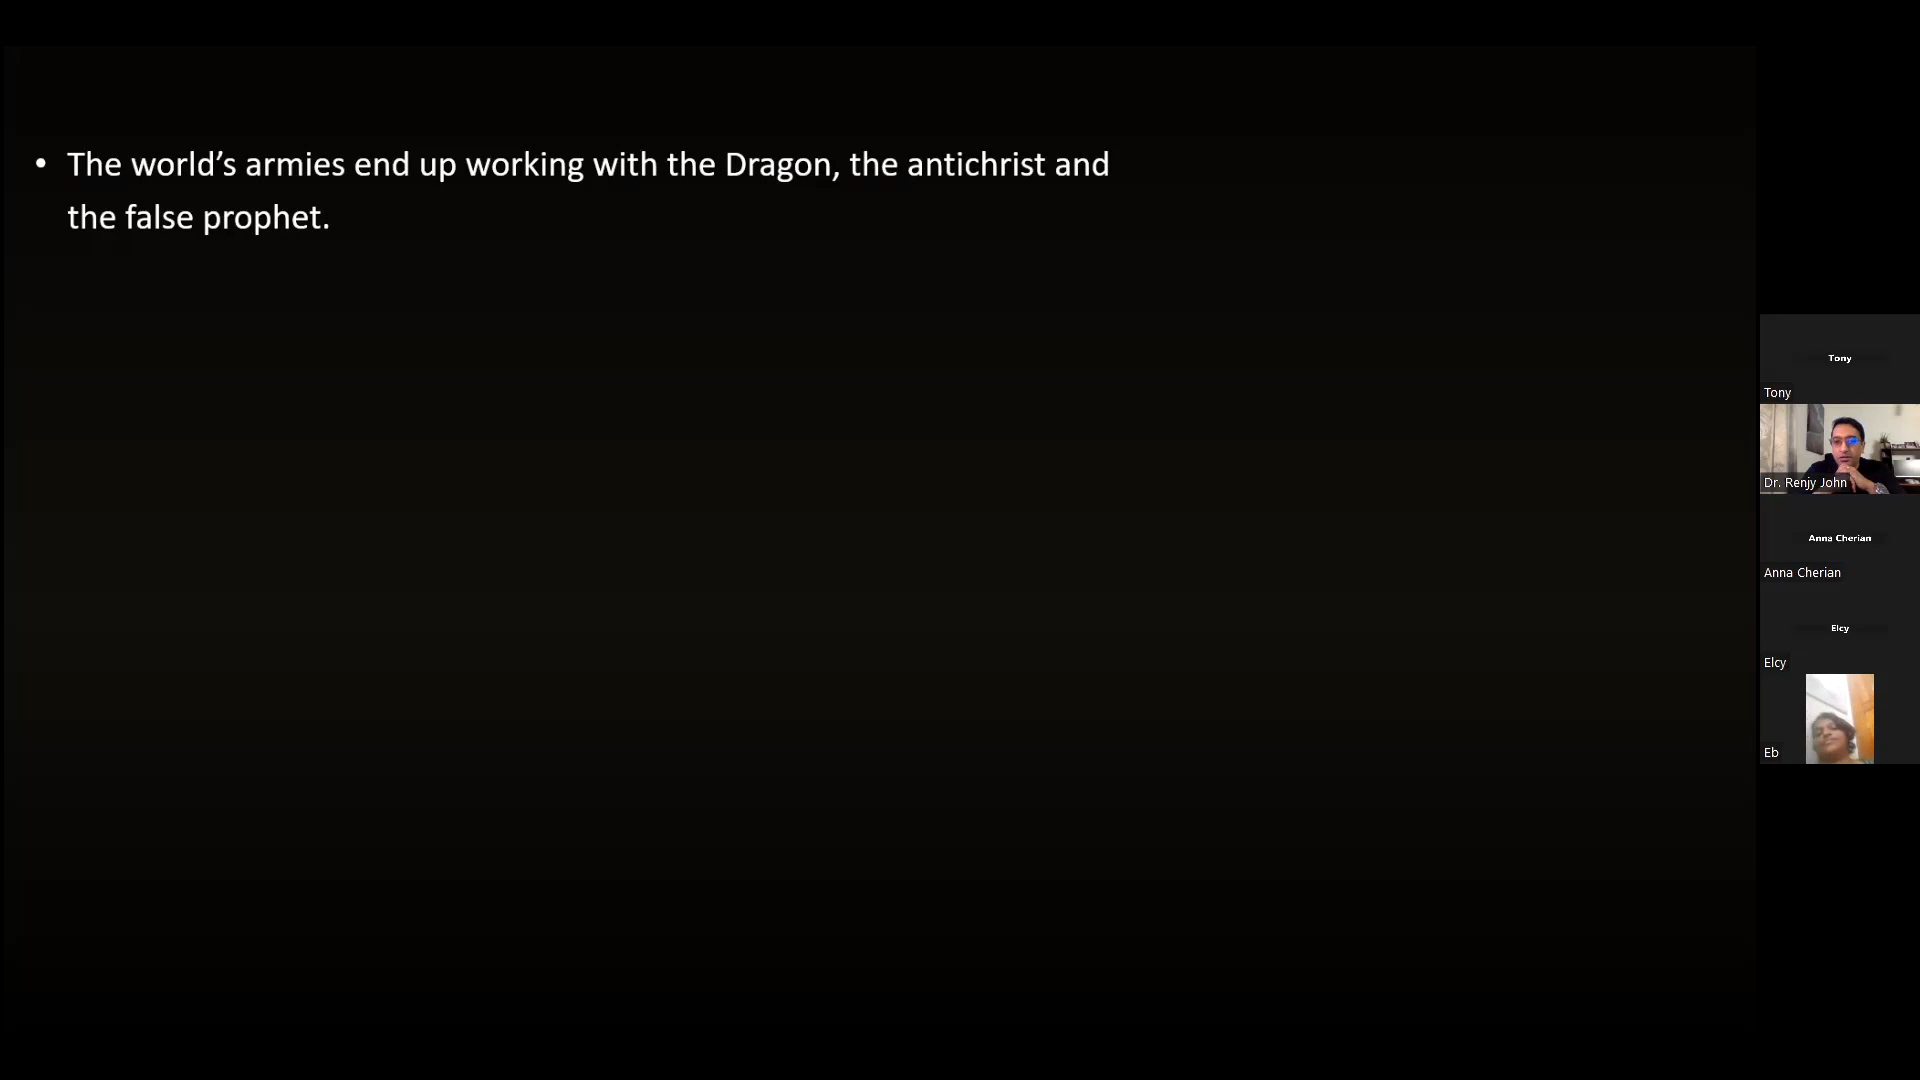 • The world’s armies end up working with the Dragon, the antichrist and
the false prophet.
Tony
Tony
Dr. Renjy John
Anna Cherian
Anna Cherian
Elcy
Elcy
Eb